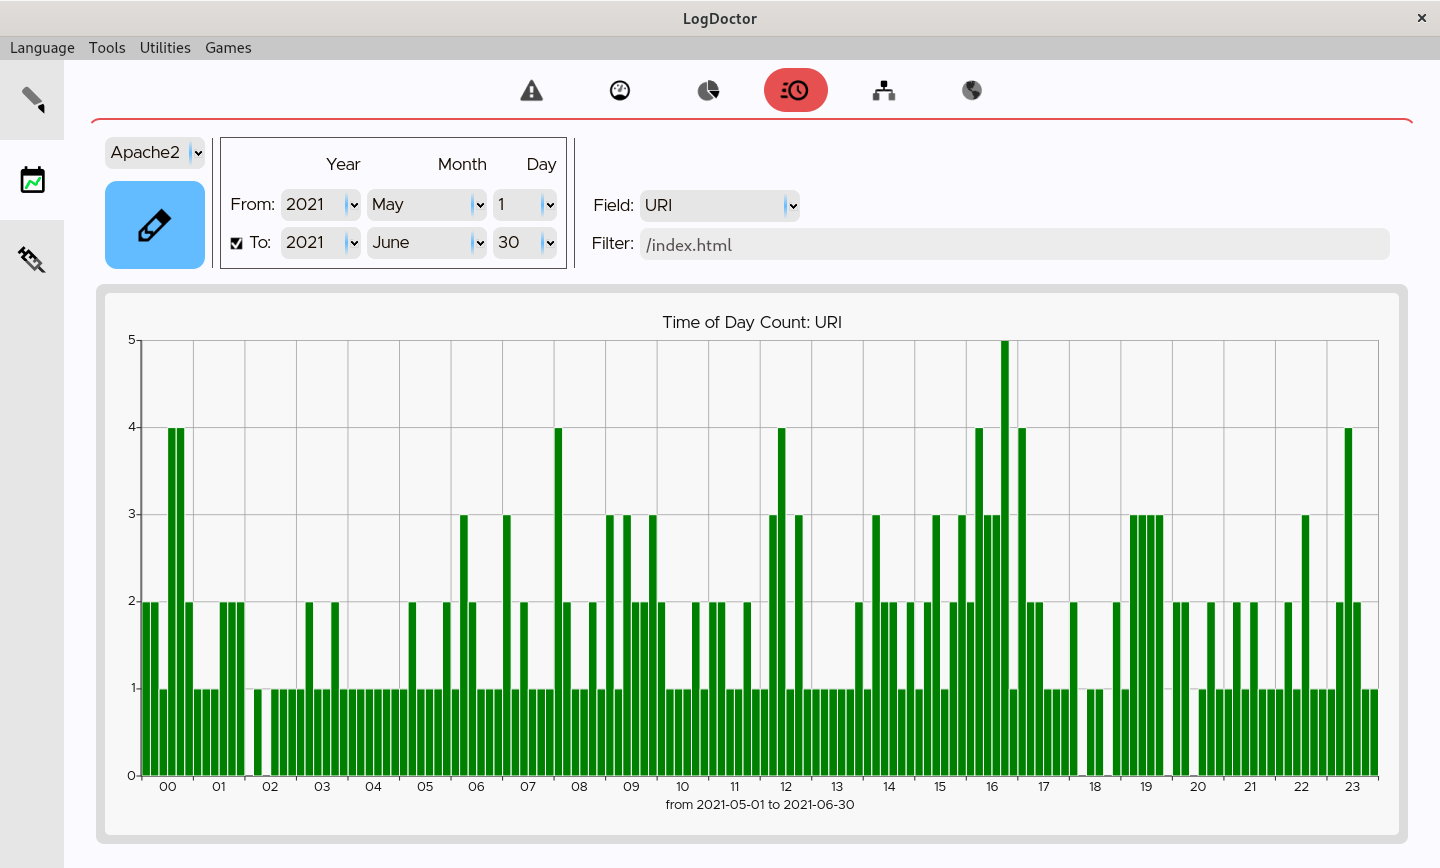 LogDoctor
Language Tools Utilities Games
Apache2
Year Month Day
From: 2021 May 1
To: 2021 June 30
Field: URI
Filter: /index.html
Time of Day Count: URI
5
4
3
2
1
0
00 01 02 03 04 05 06 07 08 09 10 11 12 13 14 15 16 17 18 19 20 21 22 23
from 2021-05-01 to 2021-06-30